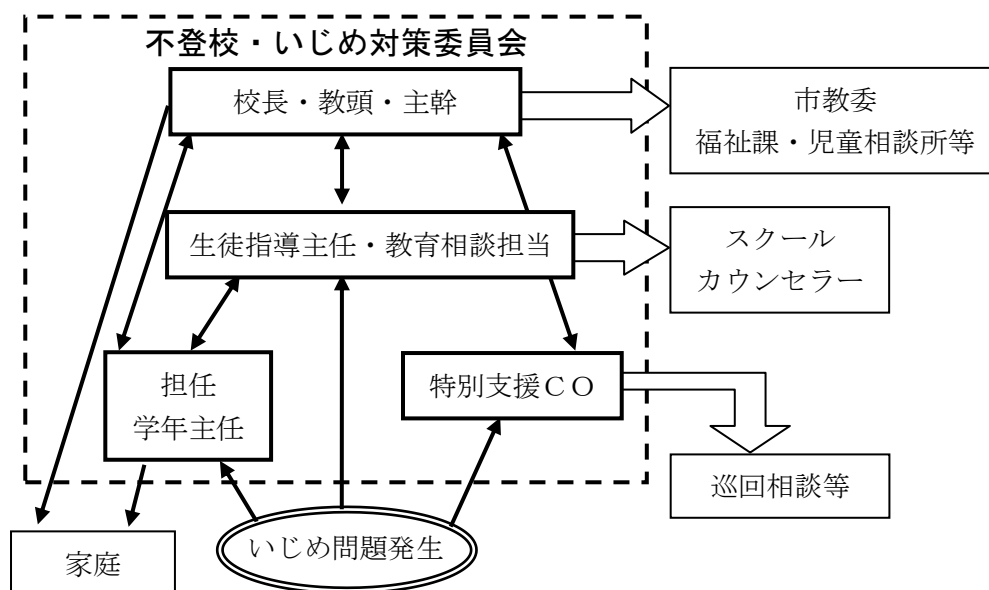 不登校・いじめ対策委員会
校長・教頭・主幹
市教委
福祉課・児童相談所等
生徒指導主任・教育相談担当
スクール
カウンセラー
担任
学年主任
特別支援ＣＯ
巡回相談等
いじめ問題発生
家庭